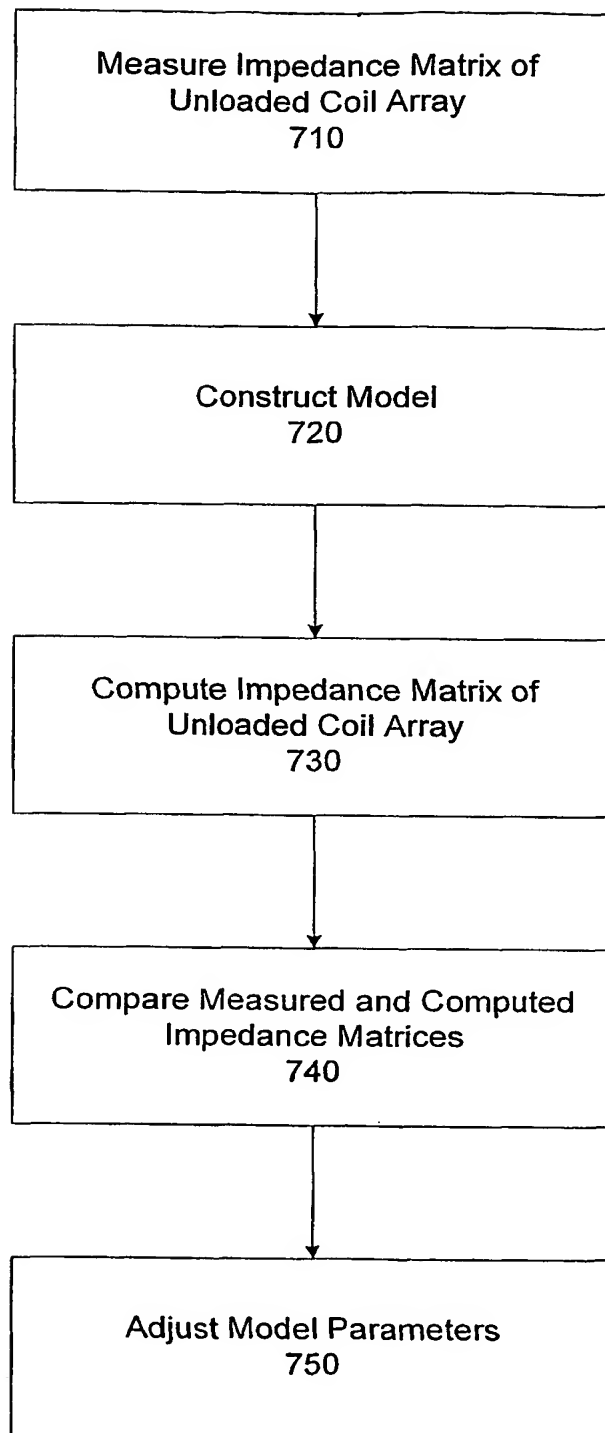 Measure Impedance Matrix of
Unloaded Coil Array
710
Construct Model
720
Compute Impedance Matrix of
Unloaded Coil Array
730
Compare Measured and Computed
Impedance Matrices
740
Adjust Model Parameters
750